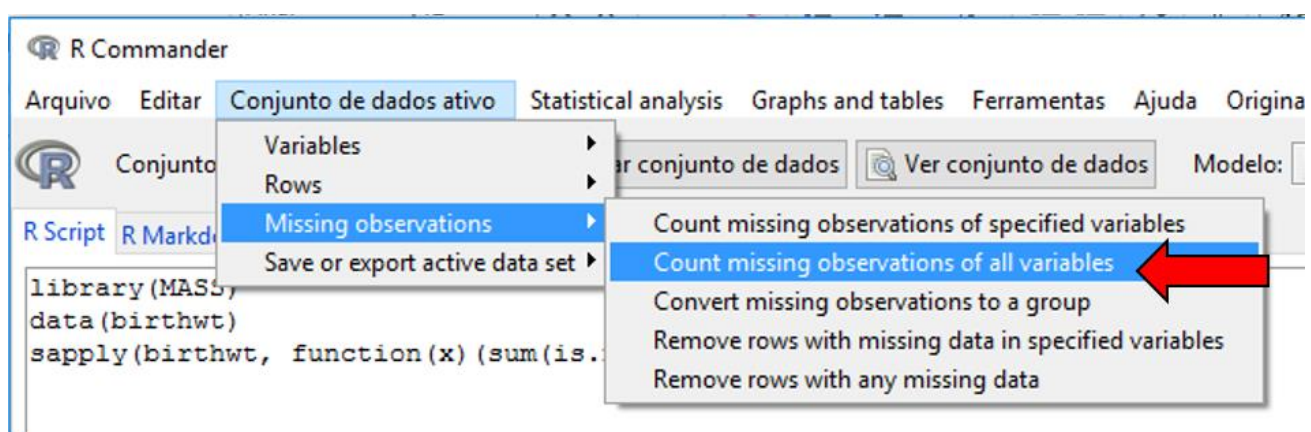 R Commander
Arquivo Editar Conjunto de dados ativo Statistical analysis Graphs and tables Ferramentas Ajuda Origina
Conjunto ar conjunto de dados Ver conjunto de dados Modelo:
Variables
Rows
Missing observations
Save or export active data set
Count missing observations of specified variables
Count missing observations of all variables
Convert missing observations to a group
Remove rows with missing data in specified variables
Remove rows with any missing data
R Script R Markd
library(MASS)
data(birthwt)
sapply(birthwt, function(x)(sum(is.